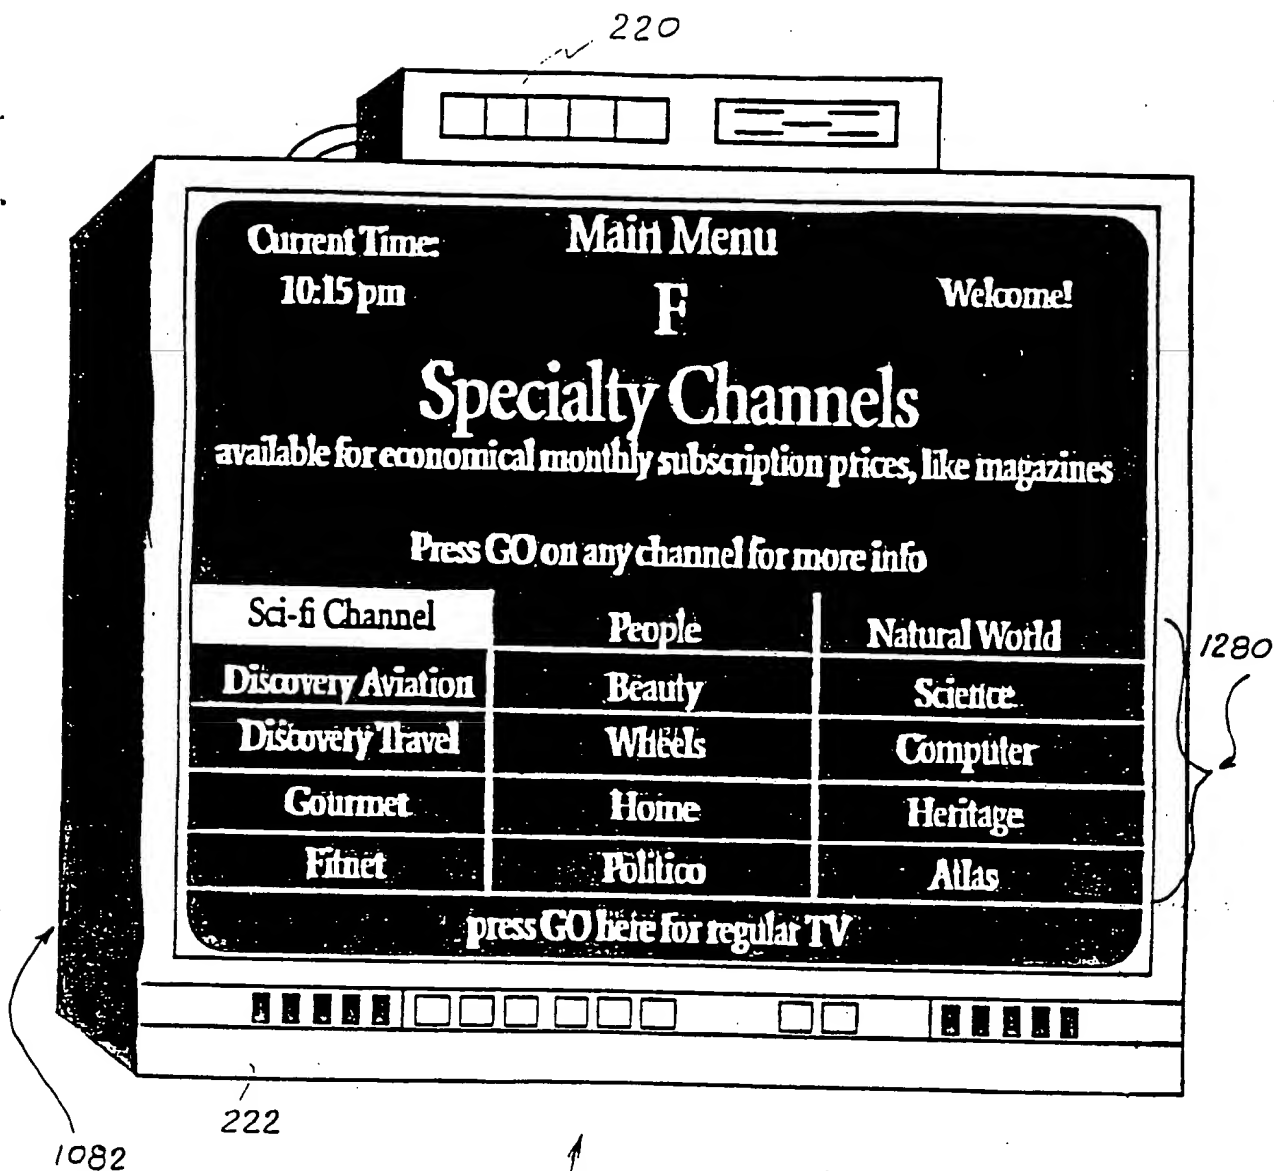 220
Current Time: Main Menu
10:15 pm F Welcome!
Specialty Channels
available for economical monthly subscription prices, like magazines
Press GO on any channel for more info
Sci-fi Channel People Natural World
1280
Discovery Aviation Beauty Science
Discovery Travel Wheels Computer
Gourmet Home Heritage
Fitnet Politico Atlas
press GO here for regular TV
222
1082